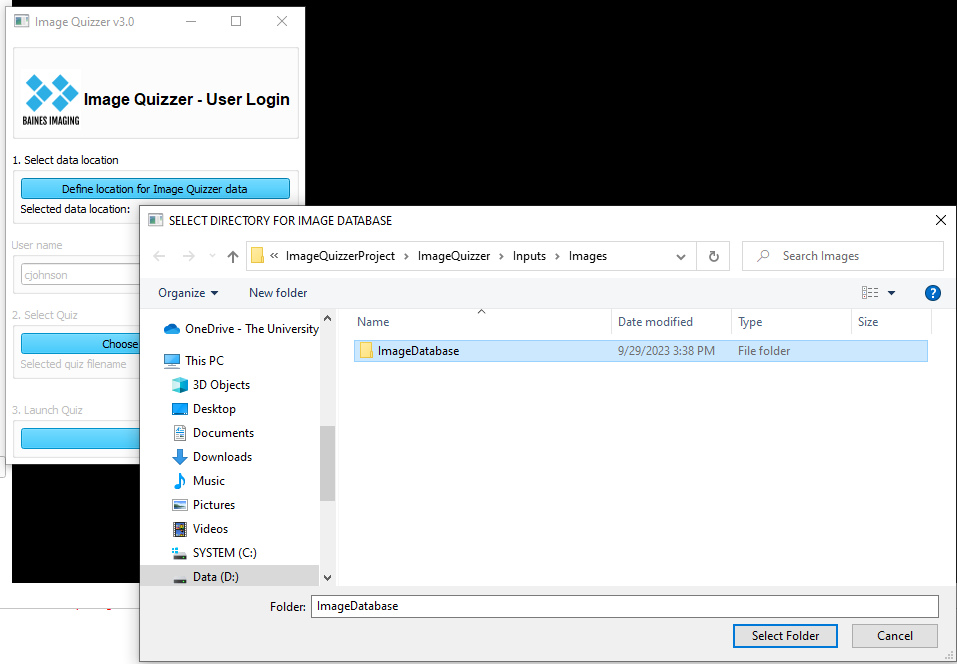 Image Quizzer v3.0
BAINES IMAGING
Image Quizzer - User Login
1. Select data location
Define location for Image Quizzer data
Selected data location:
User name
cjohnson
2. Select Quiz
Choose
Selected quiz filename
3. Launch Quiz
SELECT DIRECTORY FOR IMAGE DATABASE
« ImageQuizzerProject › ImageQuizzer › Inputs › Images
Search Images
Organize
New folder
?
OneDrive - The University
This PC
3D Objects
Desktop
Documents
Downloads
Music
Pictures
Videos
SYSTEM (C:)
Data (D:)
Name Date modified Type Size
ImageDatabase 9/29/2023 3:38 PM File folder
Folder: ImageDatabase
Select Folder
Cancel